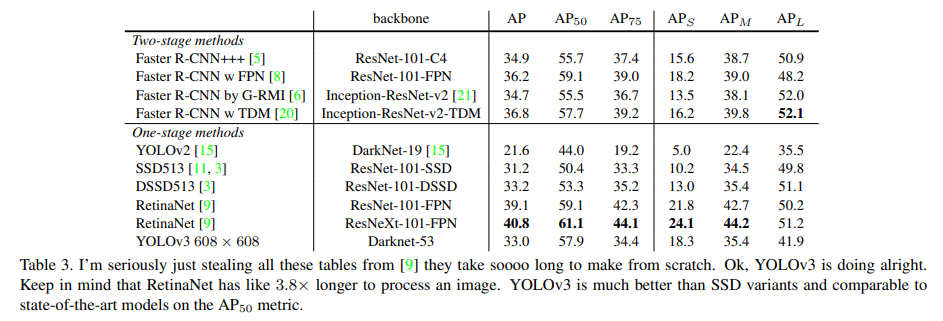 backbone AP AP50 AP75 APS APM APL
Two-stage methods
Faster R-CNN+++ [5] ResNet-101-C4 34.9 55.7 37.4 15.6 38.7 50.9
Faster R-CNN w FPN [8] ResNet-101-FPN 36.2 59.1 39.0 18.2 39.0 48.2
Faster R-CNN by G-RMI [6] Inception-ResNet-v2 [21] 34.7 55.5 36.7 13.5 38.1 52.0
Faster R-CNN w TDM [20] Inception-ResNet-v2-TDM 36.8 57.7 39.2 16.2 39.8 52.1
One-stage methods
YOLOv2 [15] DarkNet-19 [15] 21.6 44.0 19.2 5.0 22.4 35.5
SSD513 [11, 3] ResNet-101-SSD 31.2 50.4 33.3 10.2 34.5 49.8
DSSD513 [3] ResNet-101-DSSD 33.2 53.3 35.2 13.0 35.4 51.1
RetinaNet [9] ResNet-101-FPN 39.1 59.1 42.3 21.8 42.7 50.2
RetinaNet [9] ResNeXt-101-FPN 40.8 61.1 44.1 24.1 44.2 51.2
YOLOv3 608 × 608 Darknet-53 33.0 57.9 34.4 18.3 35.4 41.9
Table 3. I'm seriously just stealing all these tables from [9] they take soooo long to make from scratch. Ok, YOLOv3 is doing alright.
Keep in mind that RetinaNet has like 3.8× longer to process an image. YOLOv3 is much better than SSD variants and comparable to
state-of-the-art models on the AP50 metric.